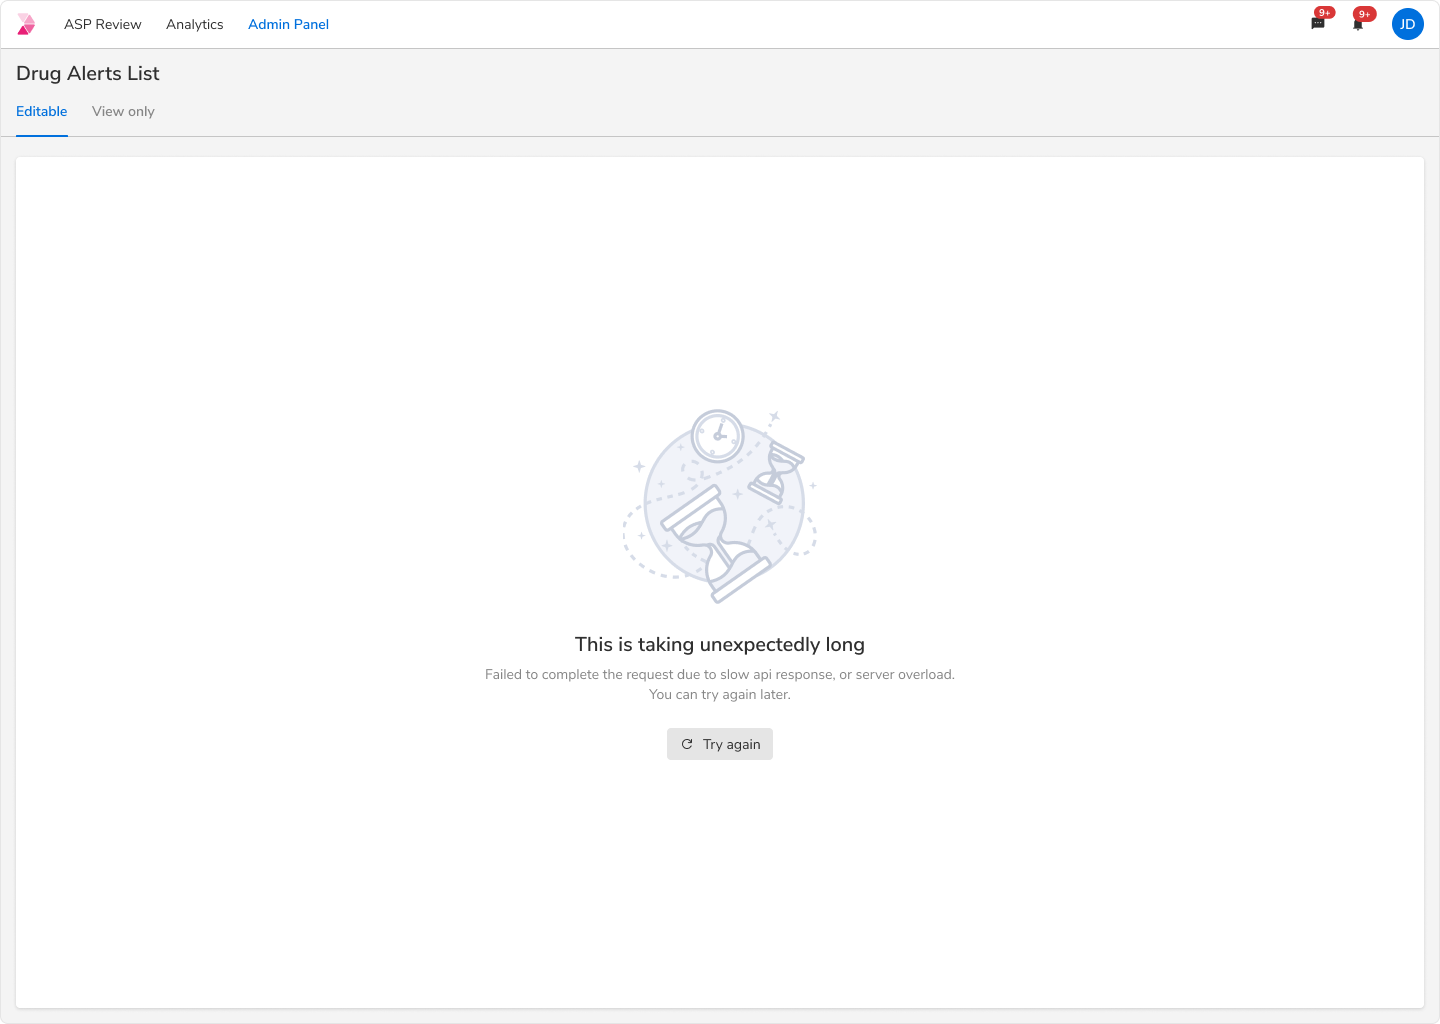 ASP Review Analytics Admin Panel 9+ 9+ JD
Drug Alerts List
Editable View only
This is taking unexpectedly long
Failed to complete the request due to slow api response, or server overload.
You can try again later.
Try again